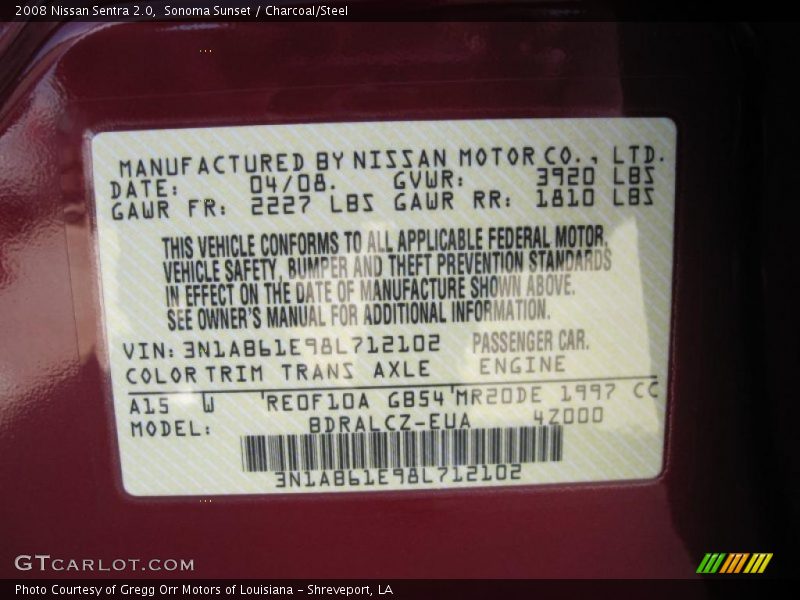 2008 Nissan Sentra 2.0,  Sonoma Sunset / Charcoal/Steel
MANUFACTURED BY NISSAN MOTOR CO., LTD.
DATE: 04/08. GVWR: 3920 LBS
GAWR FR: 2227 LBS GAWR RR: 1810 LBS
THIS VEHICLE CONFORMS TO ALL APPLICABLE FEDERAL MOTOR
VEHICLE SAFETY, BUMPER AND THEFT PREVENTION STANDARDS
IN EFFECT ON THE DATE OF MANUFACTURE SHOWN ABOVE.
SEE OWNER'S MANUAL FOR ADDITIONAL INFORMATION.
VIN: 3N1AB61E98L712102 PASSENGER CAR.
COLOR TRIM TRANS AXLE ENGINE
A15 W 'RE0F10A GB54'MR20DE 1997 CC
MODEL: BDRALCZ-EUA 4Z000
3N1AB61E98L712102
GTCARLOT.COM
Photo Courtesy of Gregg Orr Motors of Louisiana – Shreveport, LA